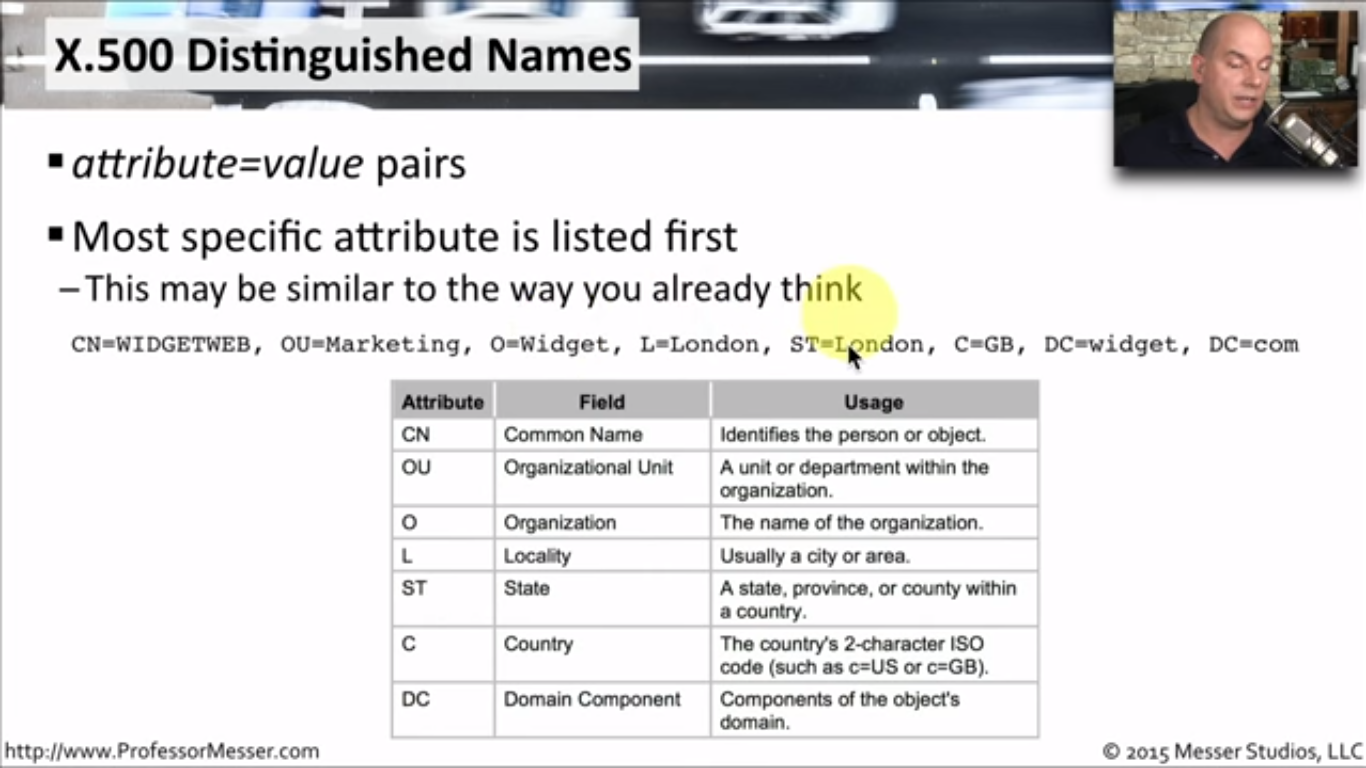 X.500 Distinguished Names
▪ attribute=value pairs
▪ Most specific attribute is listed first
– This may be similar to the way you already think
CN=WIDGETWEB, OU=Marketing, O=Widget, L=London, ST=London, C=GB, DC=widget, DC=com
Attribute Field Usage
CN Common Name Identifies the person or object.
OU Organizational Unit A unit or department within the
organization.
O Organization The name of the organization.
L Locality Usually a city or area.
ST State A state, province, or county within
a country.
C Country The country's 2-character ISO
code (such as c=US or c=GB).
DC Domain Component Components of the object's
domain.
http://www.ProfessorMesser.com © 2015 Messer Studios, LLC